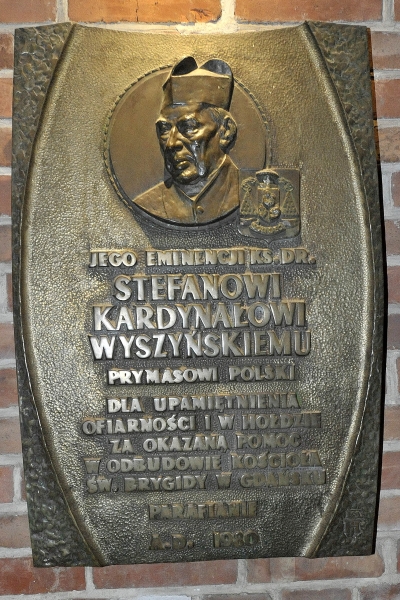 JEGO EMINENCJI KS. DR.
STEFANOWI
KARDYNAŁOWI
WYSZYŃSKIEMU
PRYMASOWI POLSKI
DLA UPAMIĘTNIENIA
OFIARNOŚCI I W HOŁDZIE
ZA OKAZANĄ POMOC
W ODBUDOWIE KOŚCIOŁA
ŚW. BRYGIDY W GDAŃSKU
PARAFIANIE
A.D.